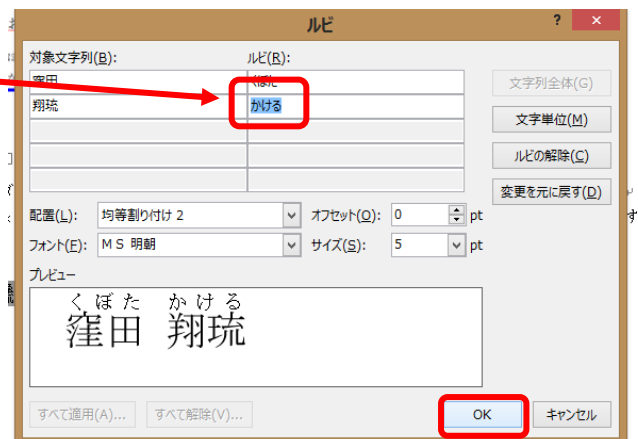 ルビ
? ×
対象文字列(B): ルビ(R):
窪田 くぼた
文字列全体(G)
翔琉 かける
文字単位(M)
ルビの解除(C)
変更を元に戻す(D)
配置(L): 均等割り付け 2 オフセット(O): 0 pt
フォント(F): ＭＳ 明朝 サイズ(S): 5 pt
プレビュー
くぼた かける
窪田 翔琉
すべて適用(A)... すべて解除(V)... OK キャンセル